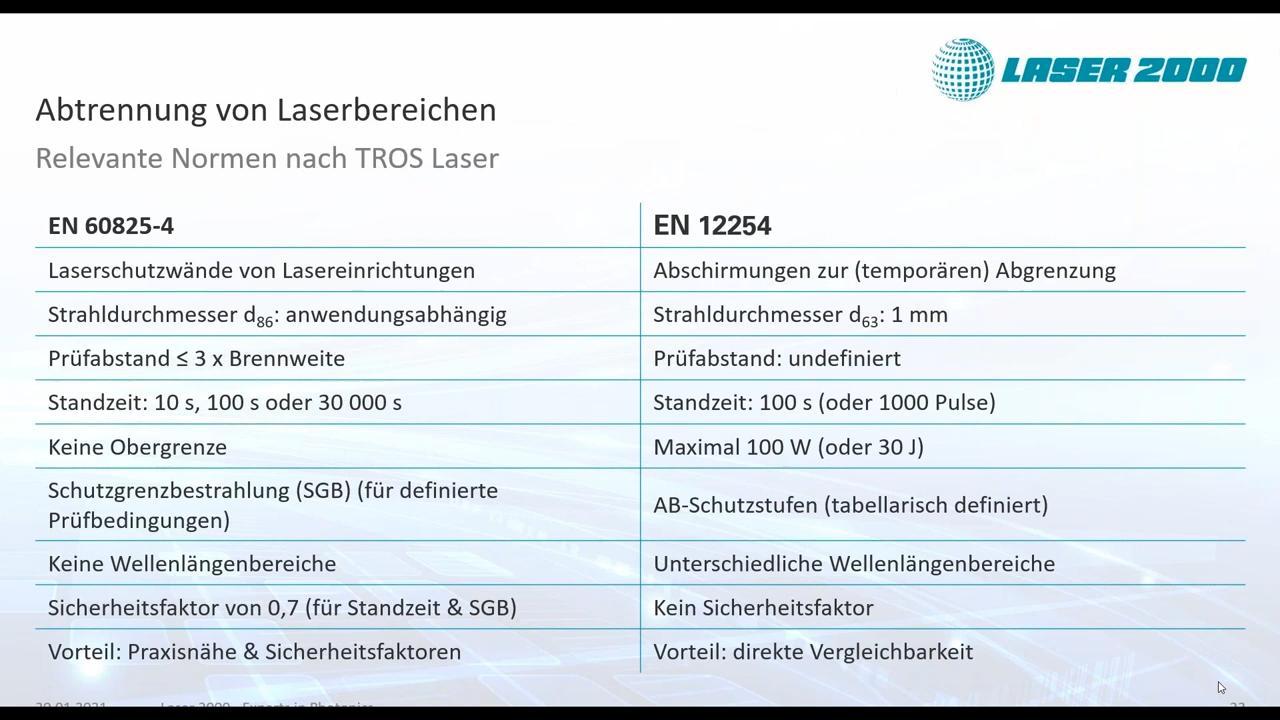 LASER 2000
Abtrennung von Laserbereichen
Relevante Normen nach TROS Laser
EN 60825-4
EN 12254
Laserschutzwände von Lasereinrichtungen
Abschirmungen zur (temporären) Abgrenzung
Strahldurchmesser d86: anwendungsabhängig
Strahldurchmesser d63: 1 mm
Prüfabstand ≤ 3 x Brennweite
Prüfabstand: undefiniert
Standzeit: 10 s, 100 s oder 30 000 s
Standzeit: 100 s (oder 1000 Pulse)
Keine Obergrenze
Maximal 100 W (oder 30 J)
Schutzgrenzbestrahlung (SGB) (für definierte
Prüfbedingungen)
AB-Schutzstufen (tabellarisch definiert)
Keine Wellenlängenbereiche
Unterschiedliche Wellenlängenbereiche
Sicherheitsfaktor von 0,7 (für Standzeit & SGB)
Kein Sicherheitsfaktor
Vorteil: Praxisnähe & Sicherheitsfaktoren
Vorteil: direkte Vergleichbarkeit